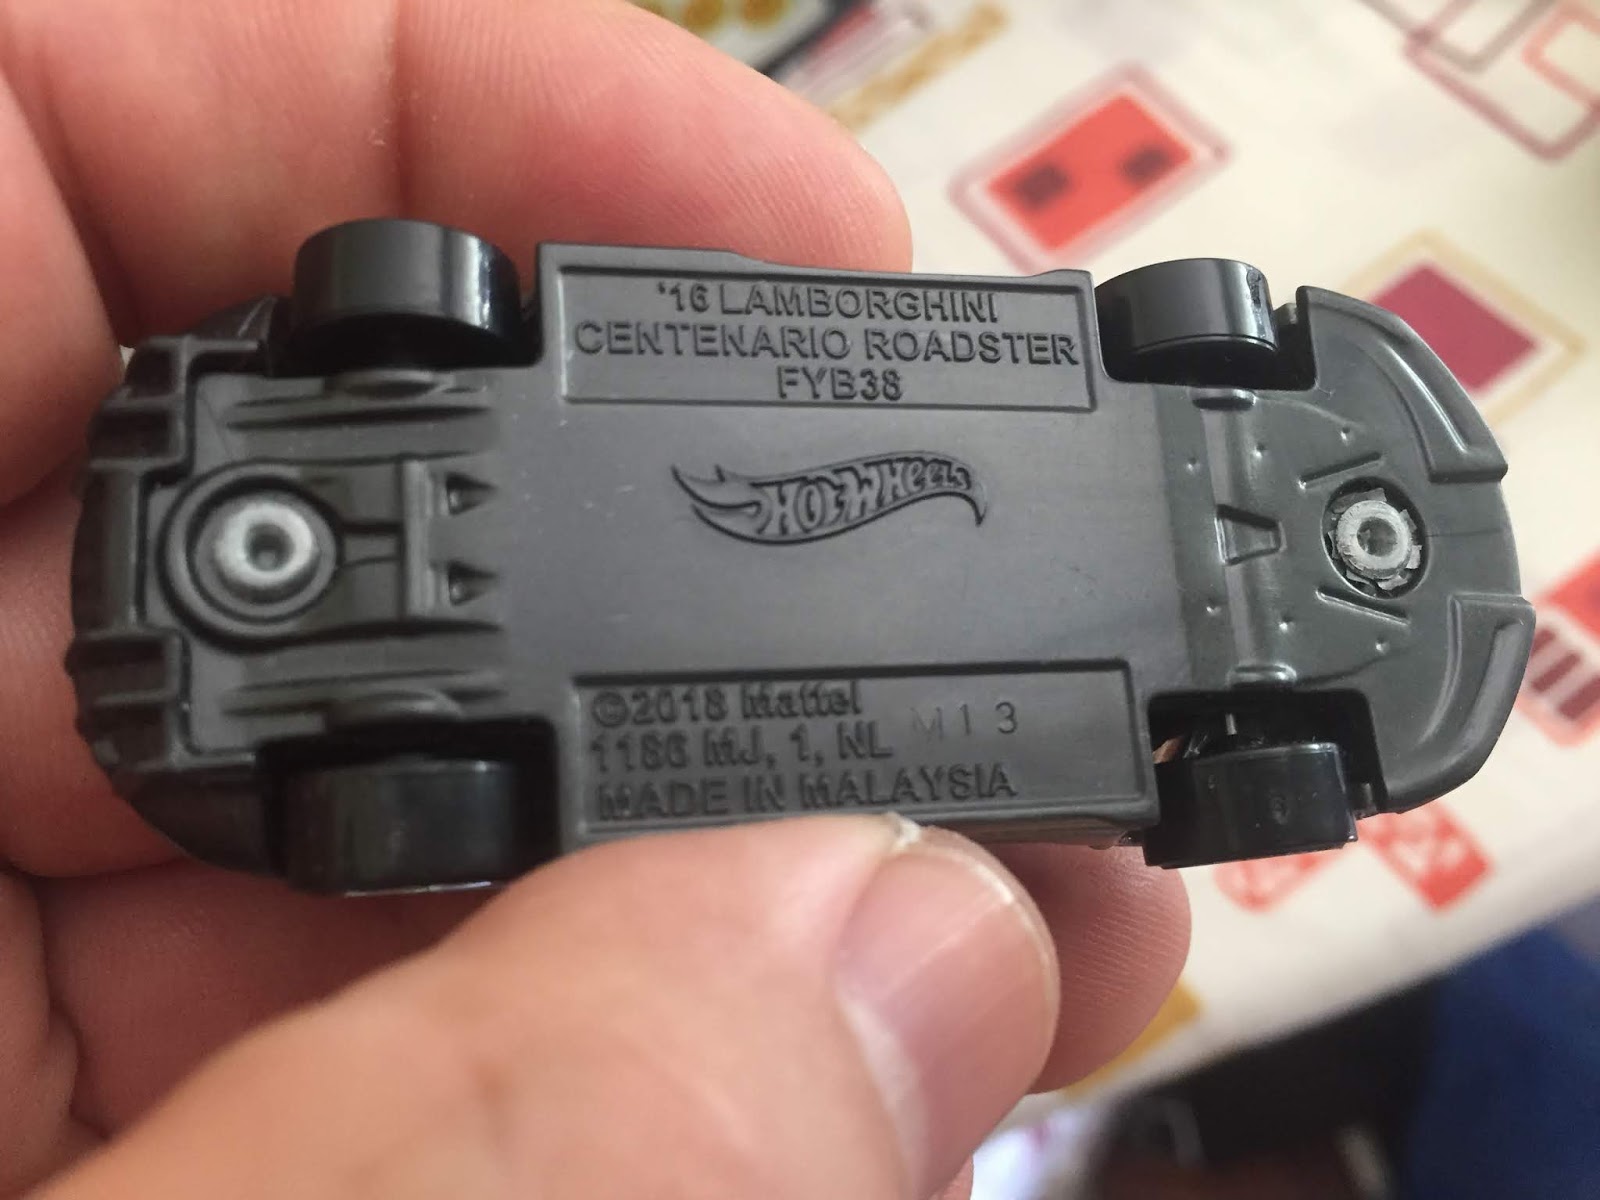 '16 LAMBORGHINI
CENTENARIO ROADSTER
FYB38
HOT WHEELS
©2018 Mattel
1186 MJ, 1, NL M13
MADE IN MALAYSIA